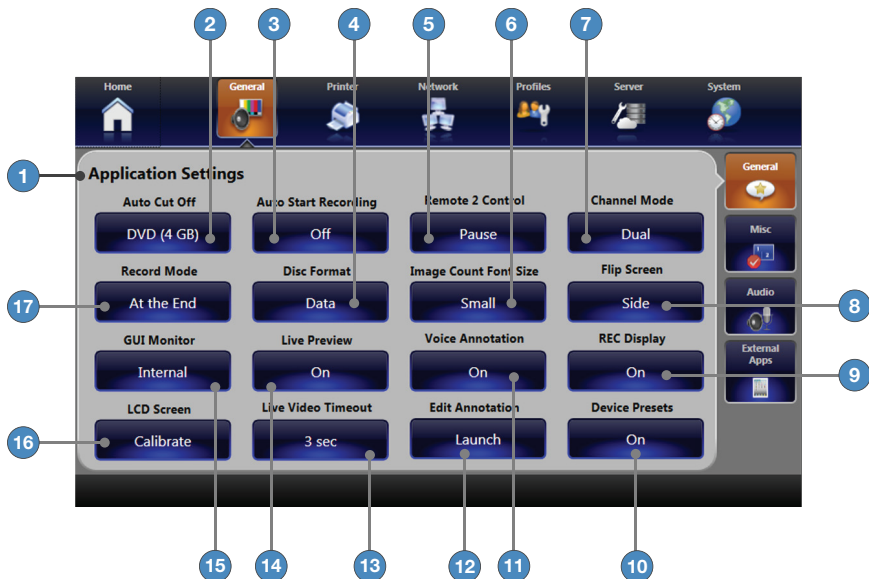 2 3 4 5 6 7
Home General Printer Network Profiles Server System
1
Application Settings
General
Auto Cut Off Auto Start Recording Remote 2 Control Channel Mode
DVD (4 GB) Off Pause Dual
Misc
Record Mode Disc Format Image Count Font Size Flip Screen
17 At the End Data Small Side 8
Audio
GUI Monitor Live Preview Voice Annotation REC Display
Internal On On On 9
External
Apps
LCD Screen Live Video Timeout Edit Annotation Device Presets
16 Calibrate 3 sec Launch On
15 14 13 12 11 10